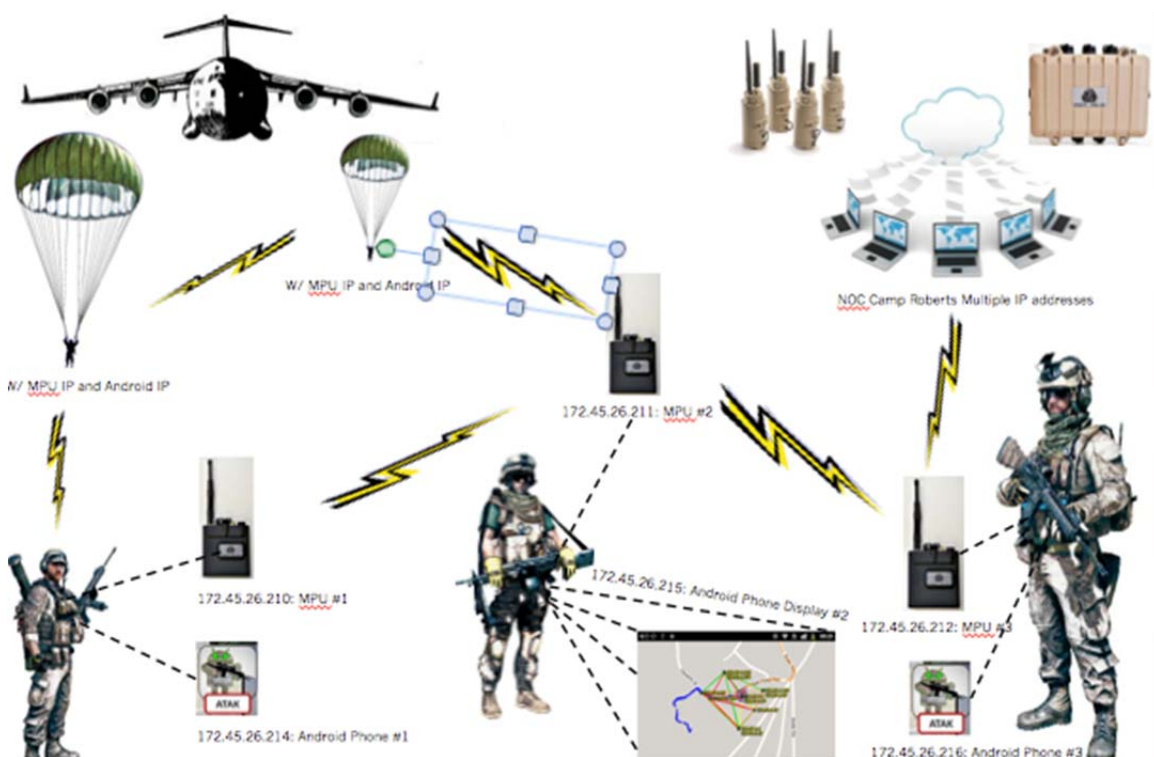 W/ MPU IP and Android IP
NOC Camp Roberts Multiple IP addresses
W/ MPU IP and Android IP
172.45.26.211: MPU #2
172.45.26.215: Android Phone Display #2
172.45.26.210: MPU #1
172.45.26.212: MPU #3
ATAK
ATAK
172.45.26.214: Android Phone #1
172.45.26.216: Android Phone #3